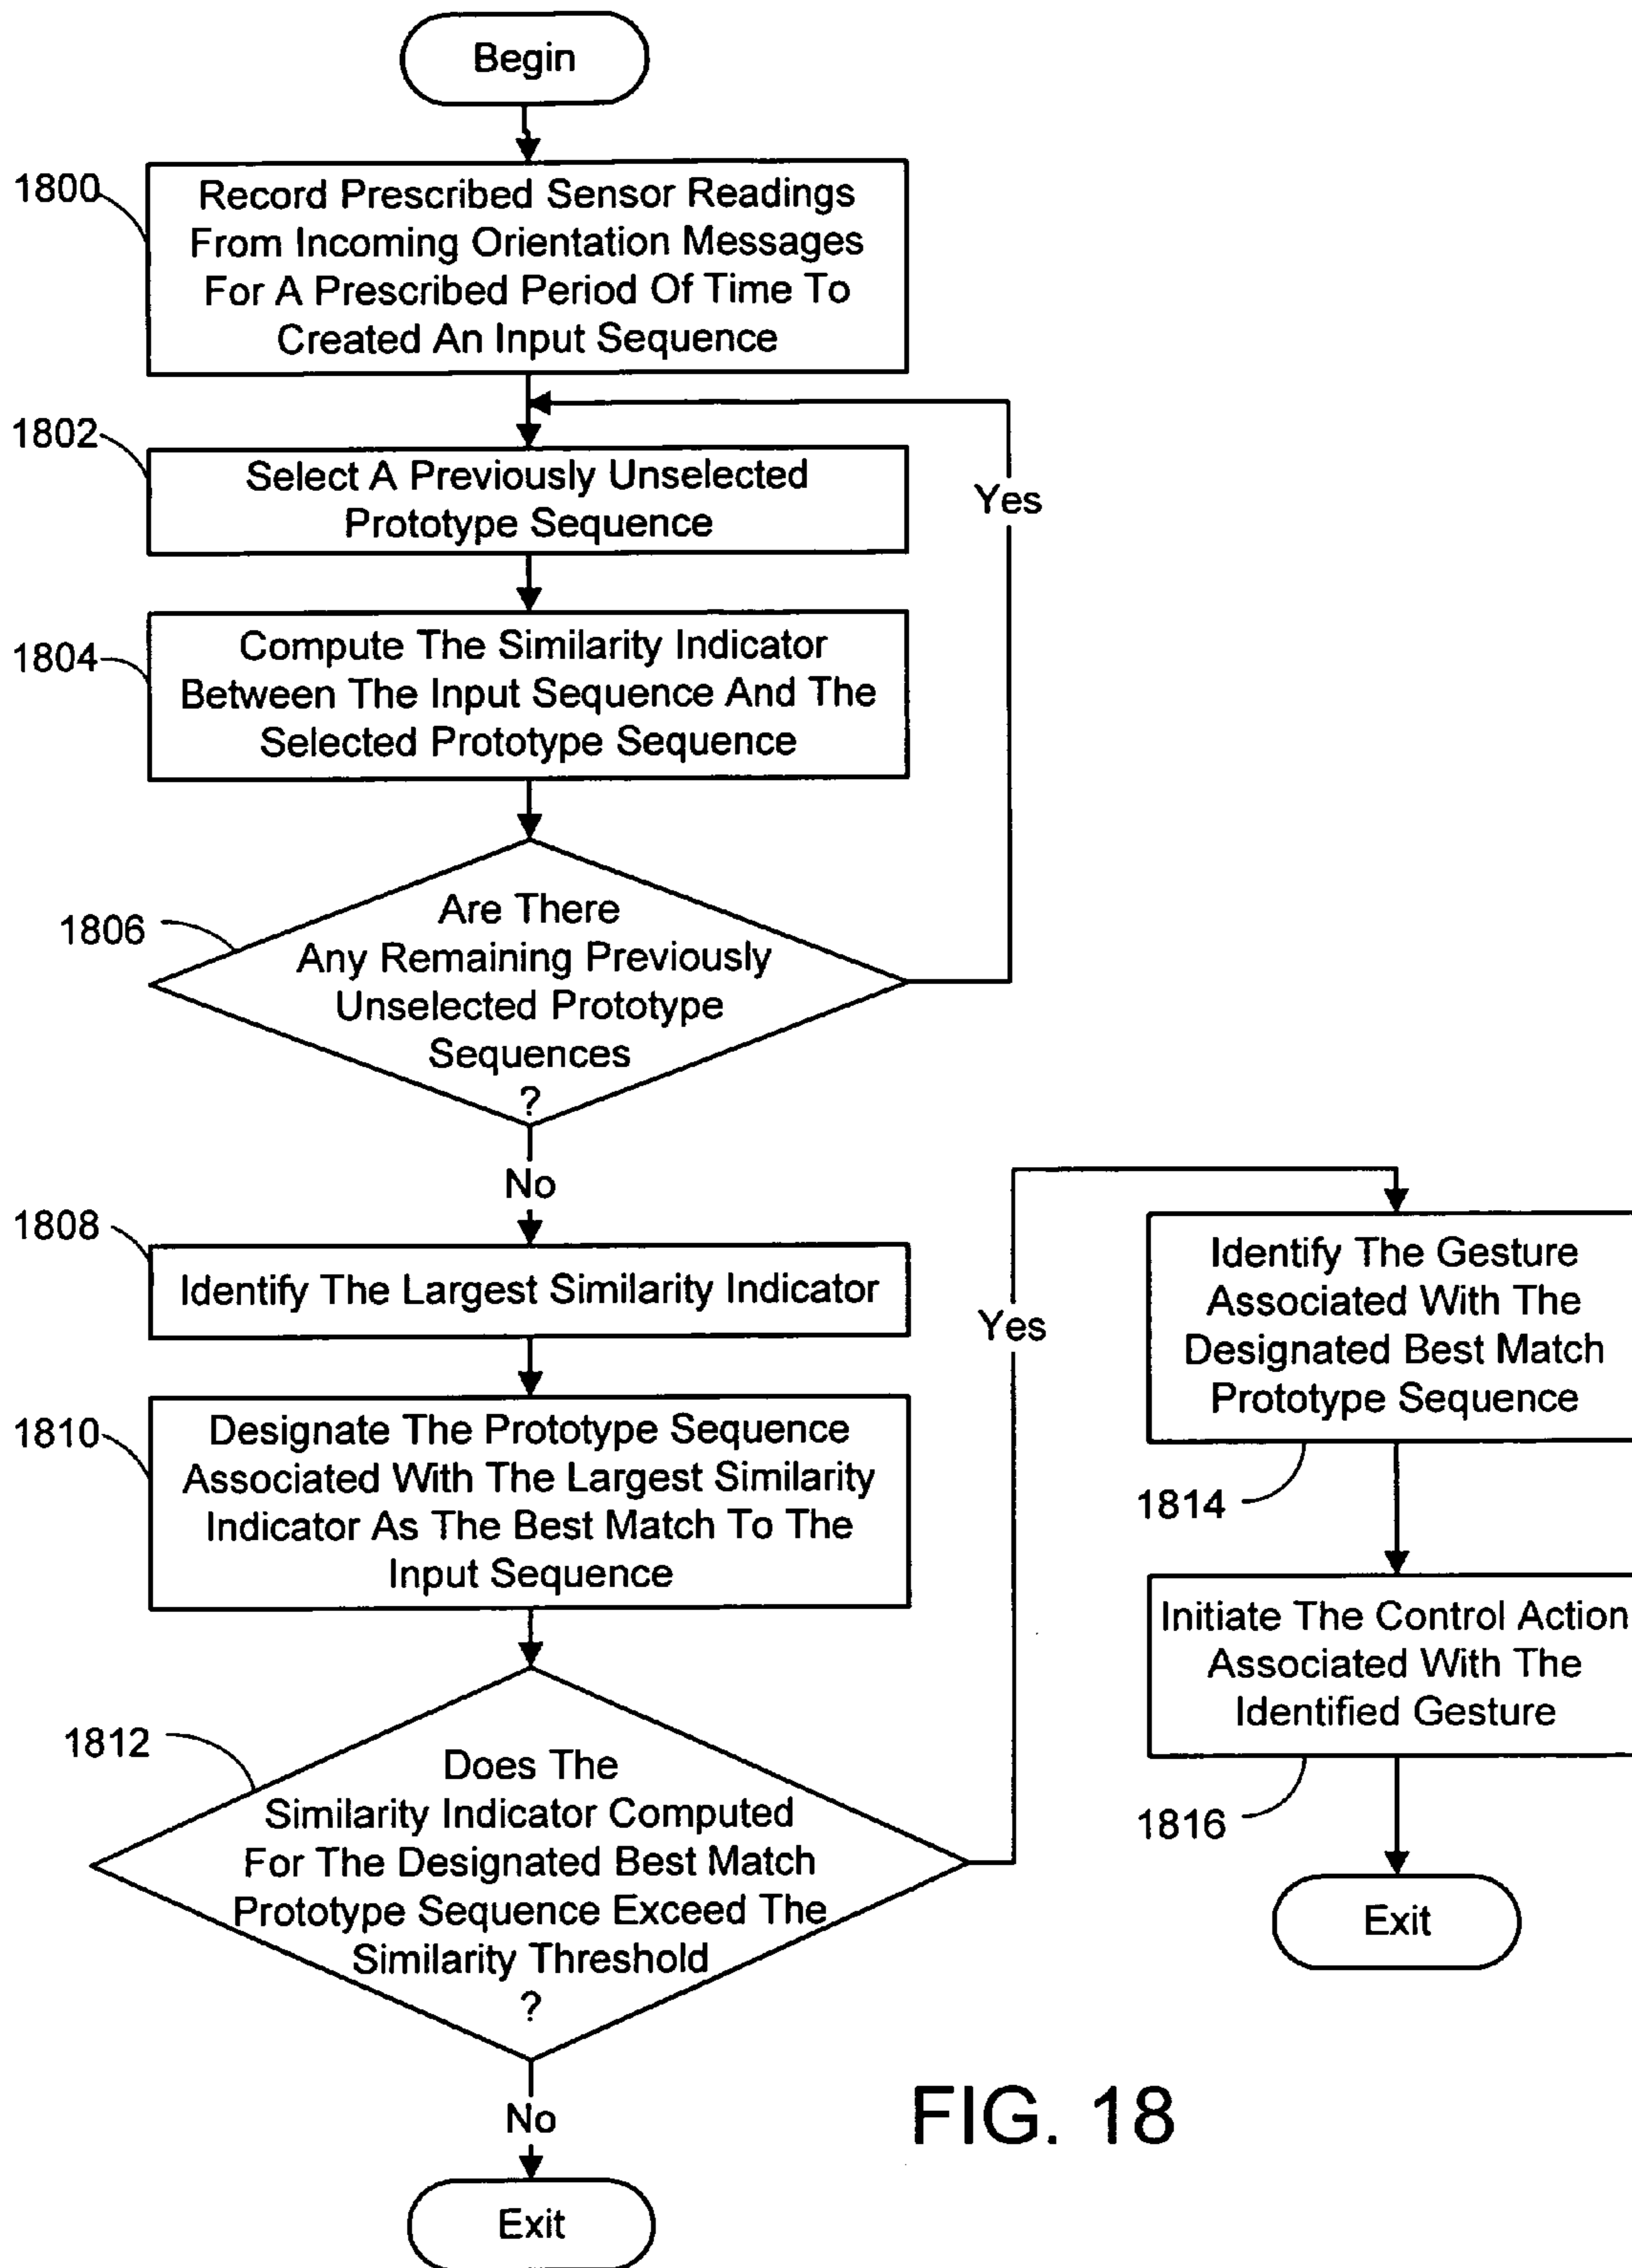 Begin
1800
Record Prescribed Sensor Readings
From Incoming Orientation Messages
For A Prescribed Period Of Time To
Created An Input Sequence
1802
Select A Previously Unselected
Prototype Sequence
Yes
1804
Compute The Similarity Indicator
Between The Input Sequence And The
Selected Prototype Sequence
1806
Are There
Any Remaining Previously
Unselected Prototype
Sequences
?
No
1808
Identify The Largest Similarity Indicator
1810
Designate The Prototype Sequence
Associated With The Largest Similarity
Indicator As The Best Match To The
Input Sequence
1812
Does The
Similarity Indicator Computed
For The Designated Best Match
Prototype Sequence Exceed The
Similarity Threshold
?
No
Exit
Yes
Identify The Gesture
Associated With The
Designated Best Match
Prototype Sequence
1814
Initiate The Control Action
Associated With The
Identified Gesture
1816
Exit
FIG. 18